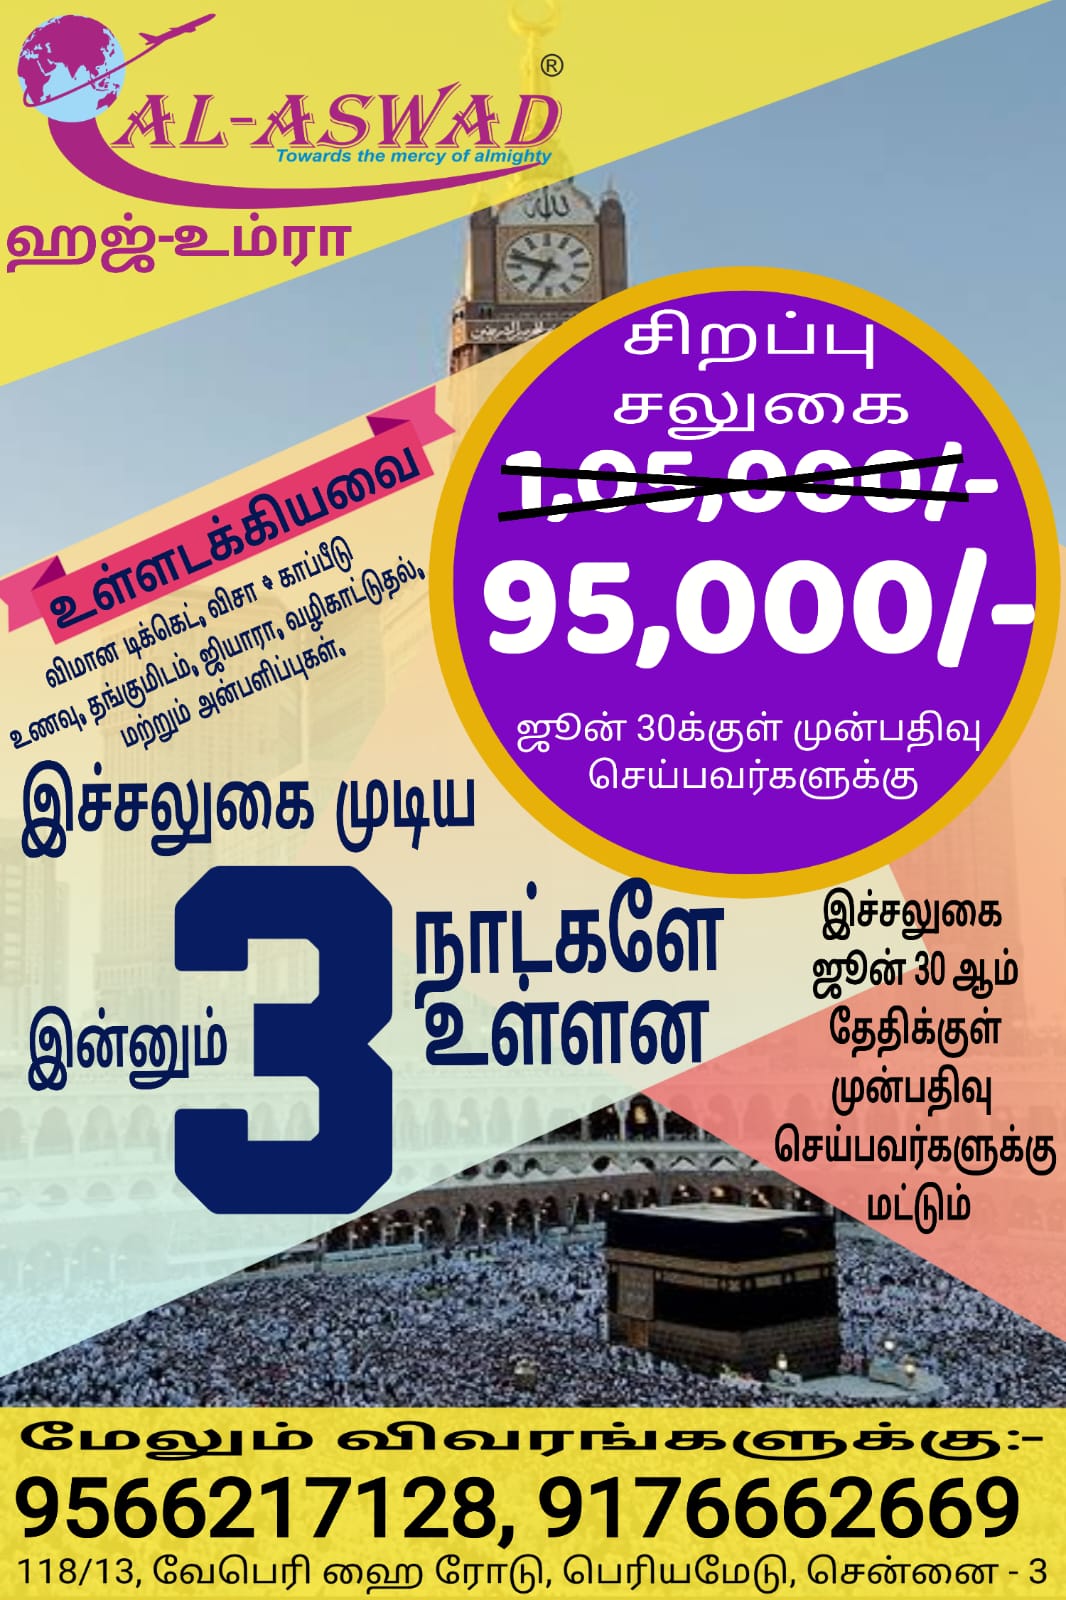 AL-ASWAD ®
Towards the mercy of almighty
ஹஜ்-உம்ரா
சிறப்பு
சலுகை
1,05,000/-
95,000/-
ஜூன் 30க்குள் முன்பதிவு
செய்பவர்களுக்கு
உள்ளடக்கியவை
விமான டிக்கெட், விசா & காப்பீடு
உணவு, தங்குமிடம், ஜியாரா, வழிகாட்டுதல்,
மற்றும் அன்பளிப்புகள்.
இச்சலுகை முடிய
இன்னும் 3 நாட்களே
உள்ளன
இச்சலுகை
ஜூன் 30 ஆம்
தேதிக்குள்
முன்பதிவு
செய்பவர்களுக்கு
மட்டும்
மேலும் விவரங்களுக்கு:-
9566217128, 9176662669
118/13, வேபெரி ஹை ரோடு, பெரியமேடு, சென்னை - 3